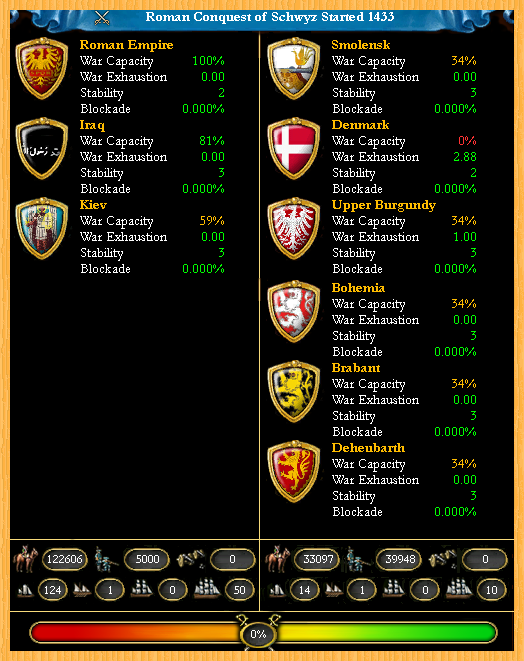 Roman Conquest of Schwyz Started 1433
Roman Empire
War Capacity 100%
War Exhaustion 0.00
Stability 2
Blockade 0.000%
Iraq
War Capacity 81%
War Exhaustion 0.00
Stability 3
Blockade 0.000%
Kiev
War Capacity 59%
War Exhaustion 0.00
Stability 3
Blockade 0.000%
Smolensk
War Capacity 34%
War Exhaustion 0.00
Stability 3
Blockade 0.000%
Denmark
War Capacity 0%
War Exhaustion 2.88
Stability 2
Blockade 0.000%
Upper Burgundy
War Capacity 34%
War Exhaustion 1.00
Stability 3
Blockade 0.000%
Bohemia
War Capacity 34%
War Exhaustion 0.00
Stability 3
Blockade 0.000%
Brabant
War Capacity 34%
War Exhaustion 0.00
Stability 3
Blockade 0.000%
Deheubarth
War Capacity 34%
War Exhaustion 0.00
Stability 3
Blockade 0.000%
122606 5000 0
124 1 0 50
33097 39948 0
14 1 0 10
0%